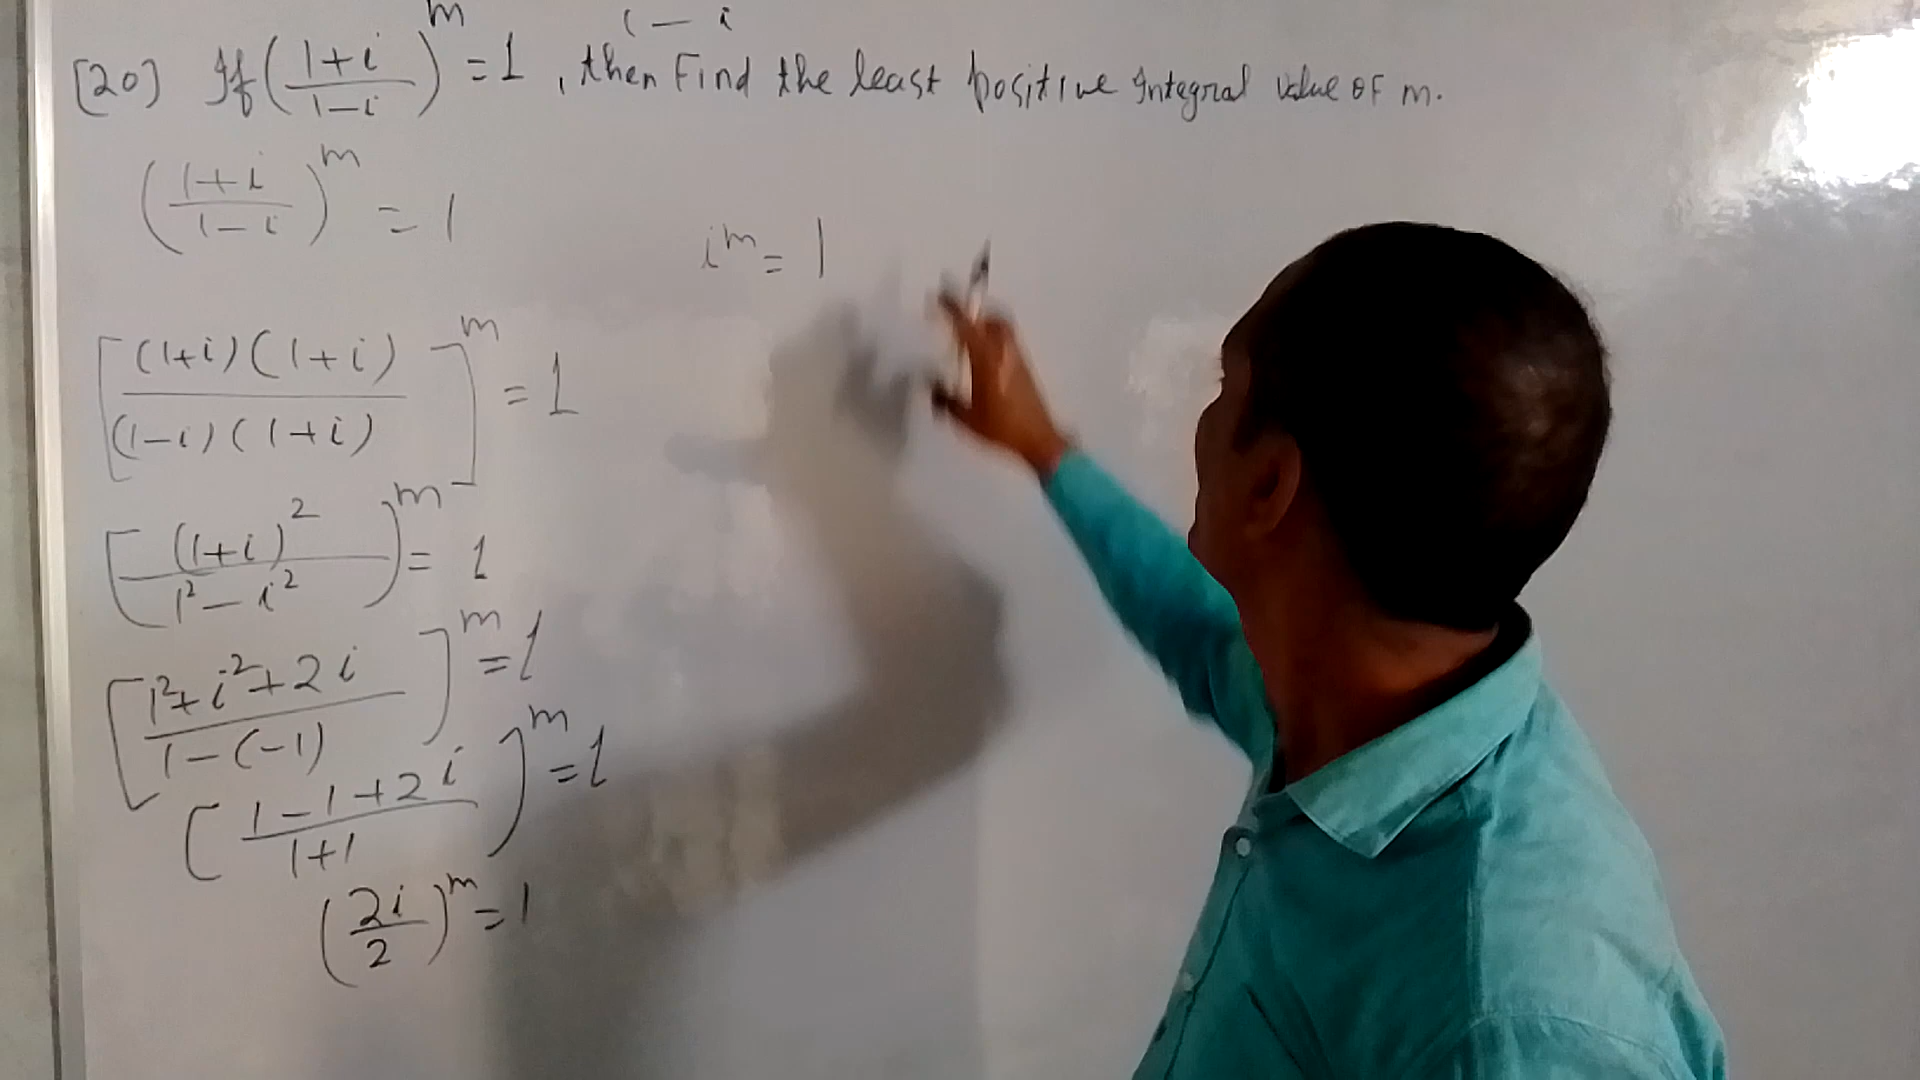 1 - i
[20] If ((1+i)/(1-i))^m = 1, then Find the least positive Integral Value OF m.
((1+i)/(1-i))^m = 1
i^m = 1
[(1+i)(1+i)/(1-i)(1+i)]^m = 1
[(1+i)^2/(1^2-i^2)]^m = 1
[(1^2+i^2+2i)/(1-(-1))]^m = 1
[(1-1+2i)/(1+1)]^m = 1
(2i/2)^m = 1